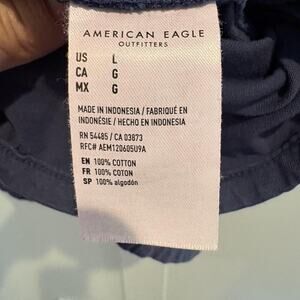 AMERICAN EAGLE
OUTFITTERS
US L
CA G
MX G
MADE IN INDONESIA / FABRIQUÉ EN
INDONÉSIE / HECHO EN INDONESIA
RN 54485 / CA 03873
RFC# AEM120605U9A
EN 100% COTTON
FR 100% COTON
SP 100% algodón